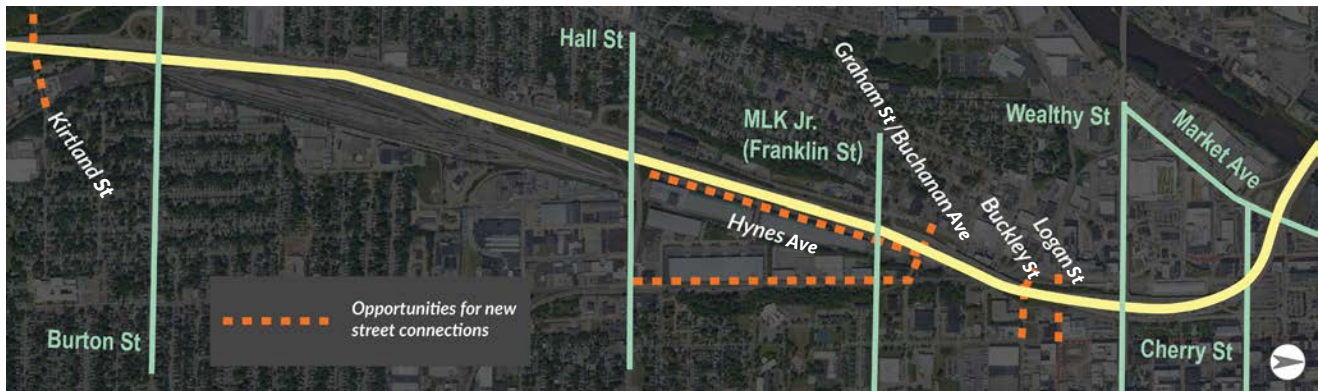 Kirtland St
Burton St
Hall St
MLK Jr.
(Franklin St)
Graham St/Buchanan Ave
Hynes Ave
Buckley St
Logan St
Wealthy St
Market Ave
Cherry St
Opportunities for new
street connections